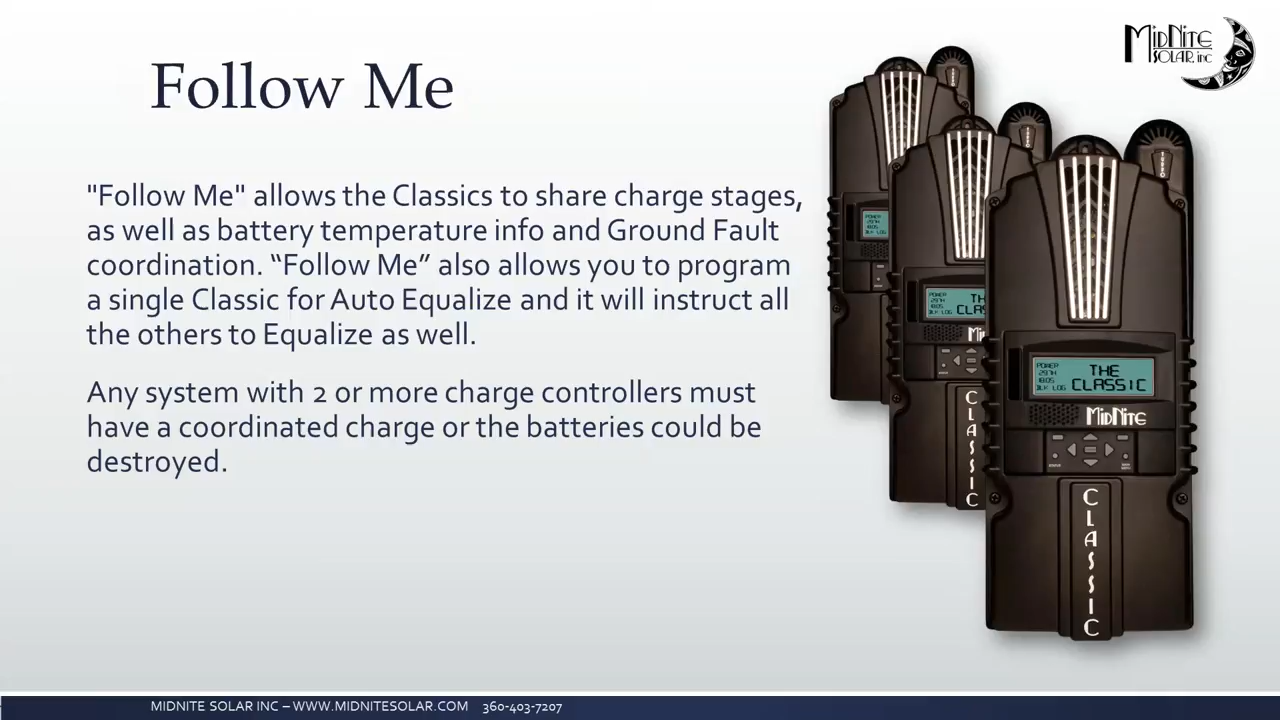 MIDNITE
SOLAR, inc
Follow Me
"Follow Me" allows the Classics to share charge stages,
as well as battery temperature info and Ground Fault
coordination. “Follow Me” also allows you to program
a single Classic for Auto Equalize and it will instruct all
the others to Equalize as well.
Any system with 2 or more charge controllers must
have a coordinated charge or the batteries could be
destroyed.
THE
CLASSIC
MIDNITE
CLASSIC
CLASSIC
MIDNITE SOLAR INC – WWW.MIDNITESOLAR.COM 360-403-7207